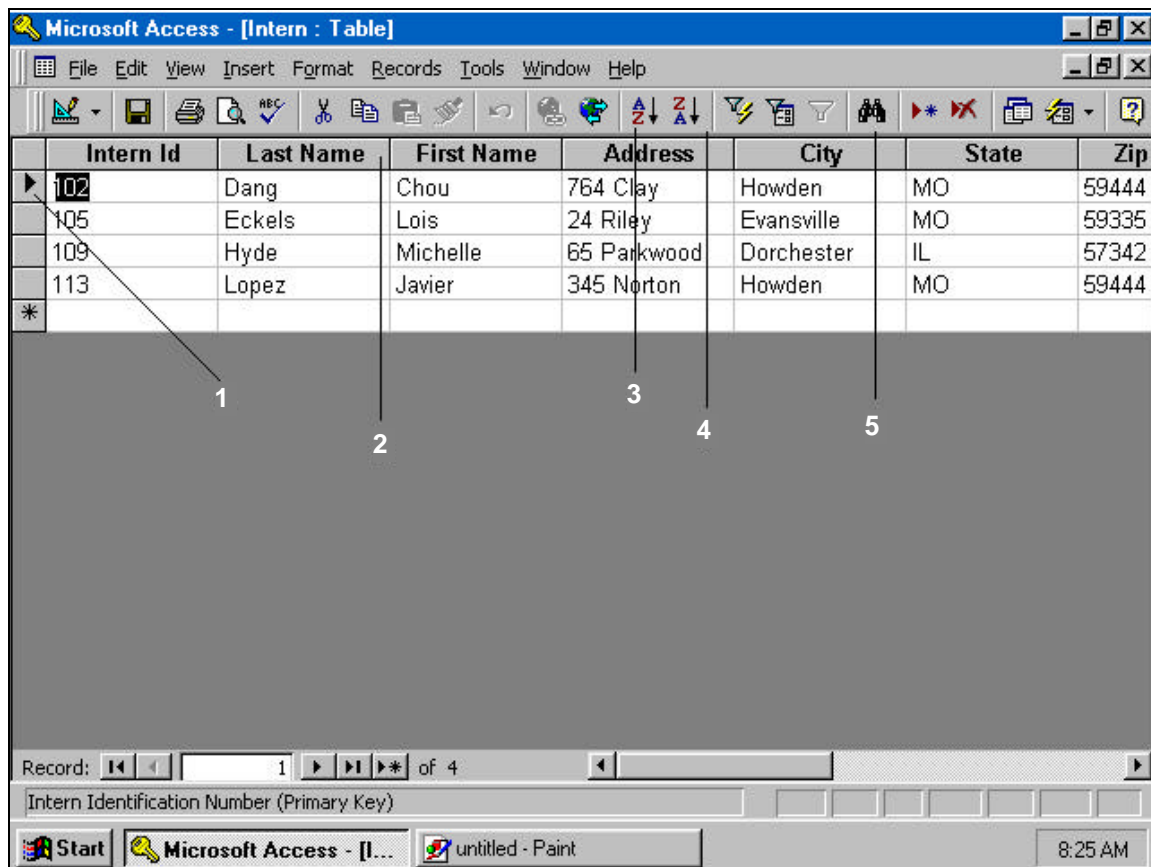 Microsoft Access - [Intern : Table]
File Edit View Insert Format Records Tools Window Help
Intern Id Last Name First Name Address City State Zip
102 Dang Chou 764 Clay Howden MO 59444
105 Eckels Lois 24 Riley Evansville MO 59335
109 Hyde Michelle 65 Parkwood Dorchester IL 57342
113 Lopez Javier 345 Norton Howden MO 59444
1
2
3
4
5
Record: 1 of 4
Intern Identification Number (Primary Key)
Start Microsoft Access - [I... untitled - Paint 8:25 AM